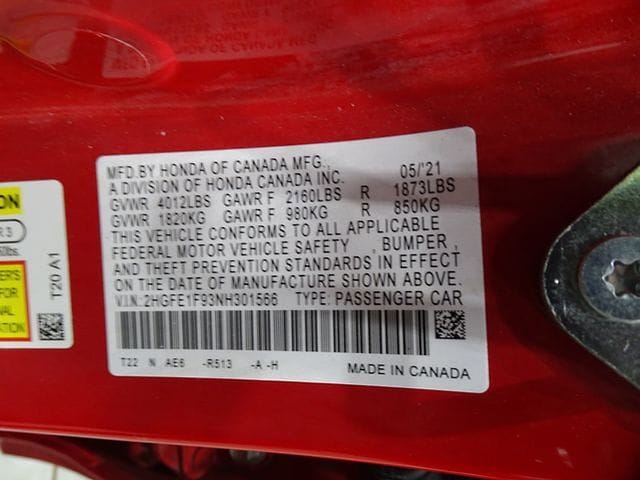 MFD.BY HONDA OF CANADA MFG., 05/'21
A DIVISION OF HONDA CANADA INC.
GVWR 4012LBS GAWR F 2160LBS R 1873LBS
GVWR 1820KG GAWR F 980KG R 850KG
THIS VEHICLE CONFORMS TO ALL APPLICABLE
FEDERAL MOTOR VEHICLE SAFETY , BUMPER ,
AND THEFT PREVENTION STANDARDS IN EFFECT
ON THE DATE OF MANUFACTURE SHOWN ABOVE.
V.I.N: 2HGFE1F93NH301566 TYPE: PASSENGER CAR
T22 N AE6 -R513 -A -H
MADE IN CANADA
T20 A1